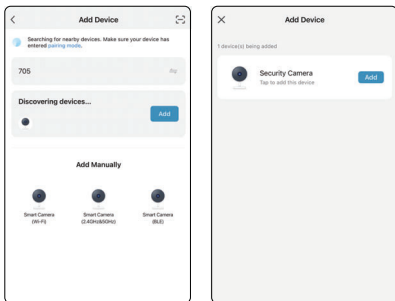 Add Device
Searching for nearby devices. Make sure your device has
entered pairing mode.
705
Discovering devices...
Add
Add Manually
Smart Camera
(Wi-Fi)
Smart Camera
(2.4GHz&5GHz)
Smart Camera
(BLE)
Add Device
1 device(s) being added
Security Camera
Tap to add this device
Add